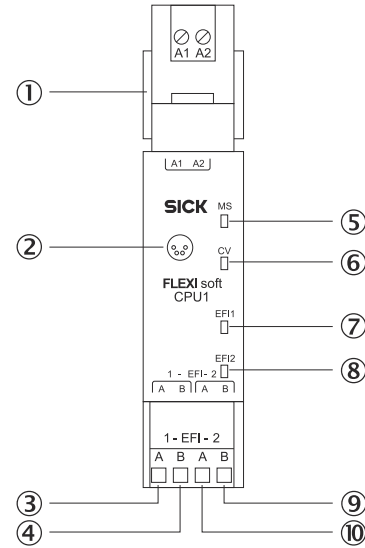 A1 A2
①
A1 A2
SICK
MS
⑤
②
CV
⑥
FLEXI soft
CPU1
EFI1
⑦
EFI2
⑧
1 - EFI - 2
A B A B
1 - EFI - 2
A B A B
③
⑨
④
⑩